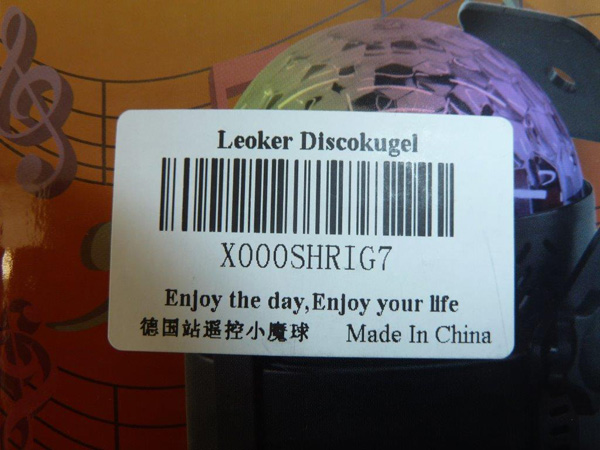 Leoker Discokugel
X000SHRIG7
Enjoy the day,Enjoy your life
德国站遥控小魔球 Made In China